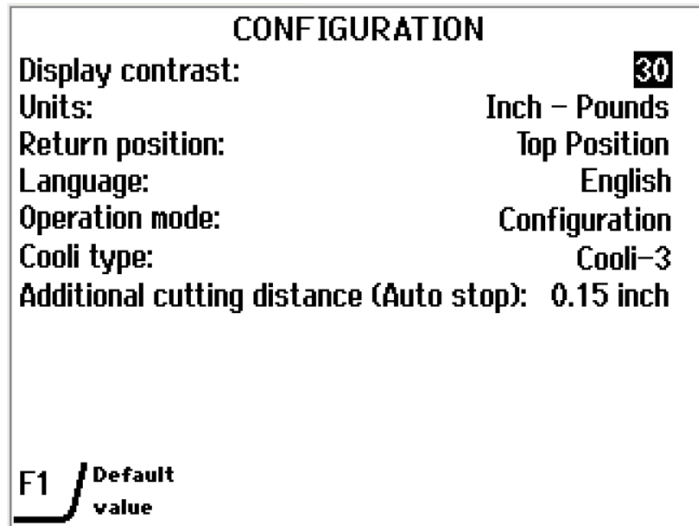 CONFIGURATION
Display contrast: 30
Units: Inch - Pounds
Return position: Top Position
Language: English
Operation mode: Configuration
Cooli type: Cooli-3
Additional cutting distance (Auto stop): 0.15 inch
F1 Default
value